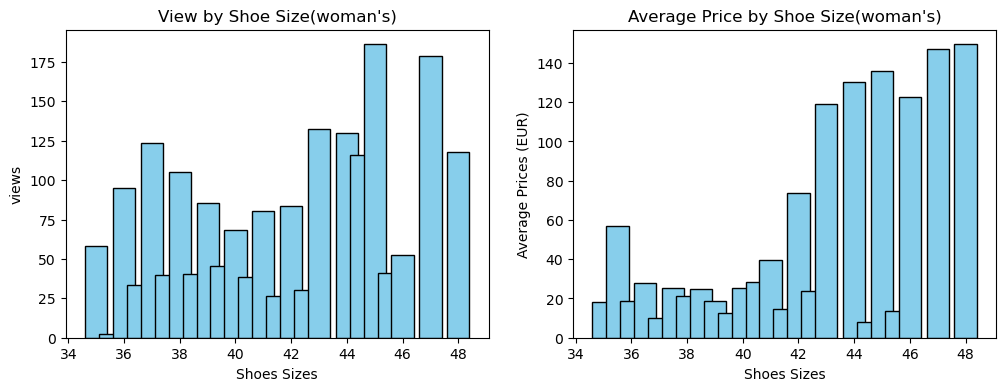 View by Shoe Size(woman's)
views
175
150
125
100
75
50
25
0
34 36 38 40 42 44 46 48
Shoes Sizes
Average Price by Shoe Size(woman's)
Average Prices (EUR)
140
120
100
80
60
40
20
0
34 36 38 40 42 44 46 48
Shoes Sizes